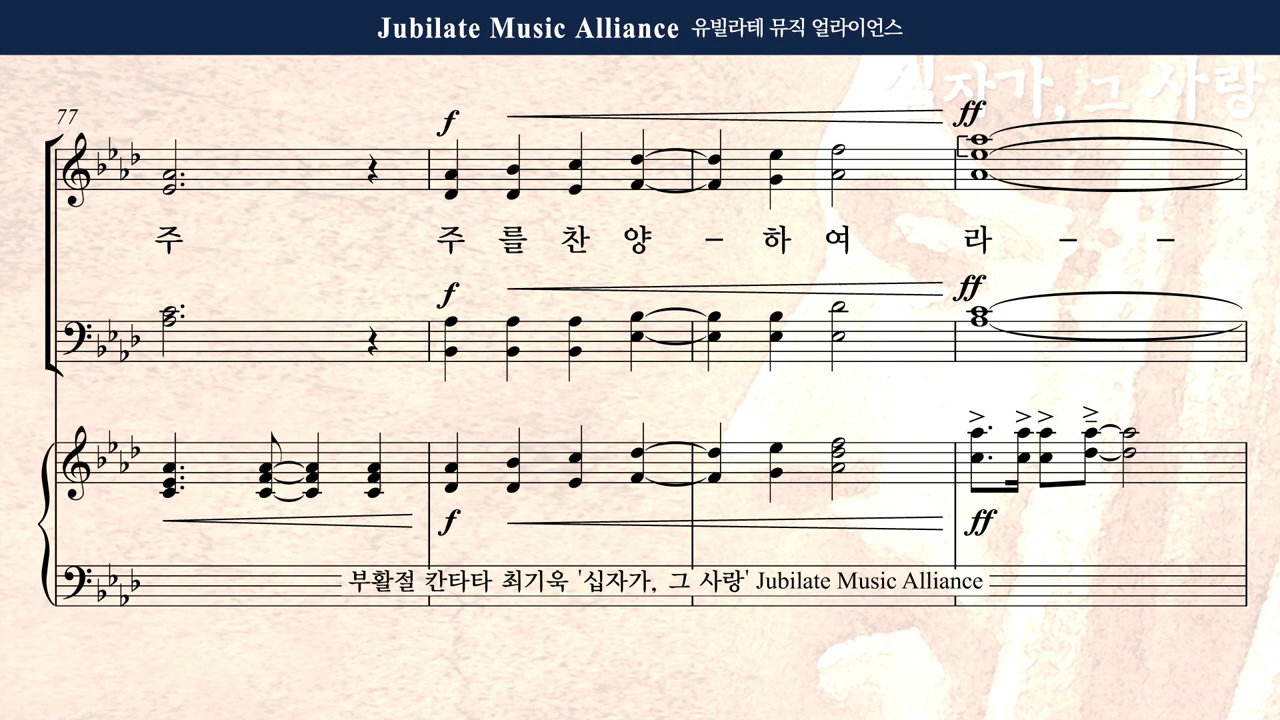 Jubilate Music Alliance 유빌라테 뮤직 얼라이언스
십자가, 그 사랑
77
f ff
주 주 를 찬 양 – 하 여 라 – –
f ff
f ff
부활절 칸타타 최기욱 '십자가, 그 사랑' Jubilate Music Alliance